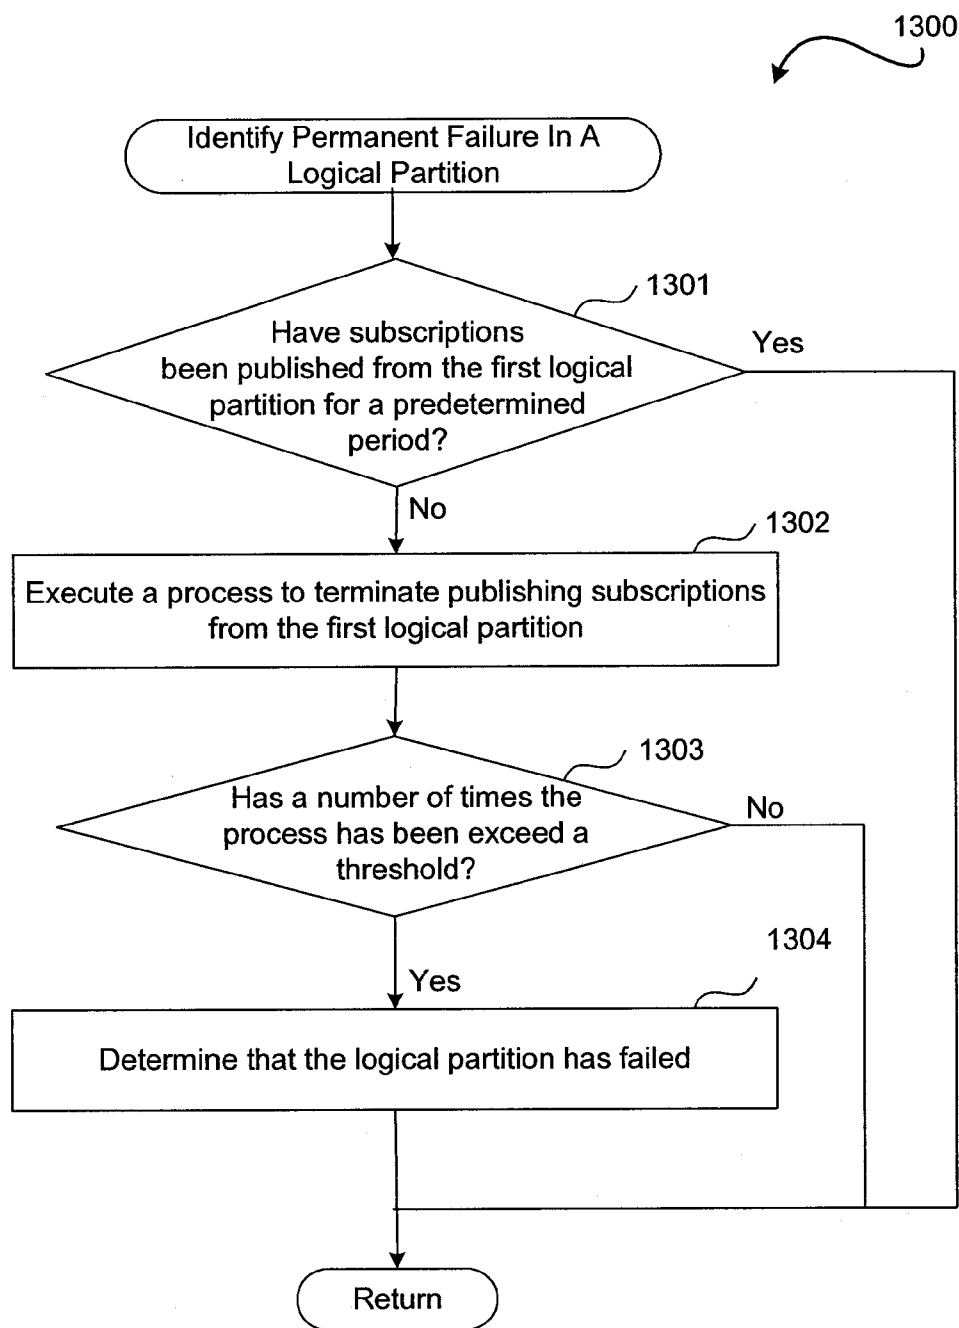 1300
Identify Permanent Failure In A
Logical Partition
1301
Have subscriptions
been published from the first logical
partition for a predetermined
period?
Yes
No
1302
Execute a process to terminate publishing subscriptions
from the first logical partition
1303
Has a number of times the
process has been exceed a
threshold?
No
1304
Yes
Determine that the logical partition has failed
Return